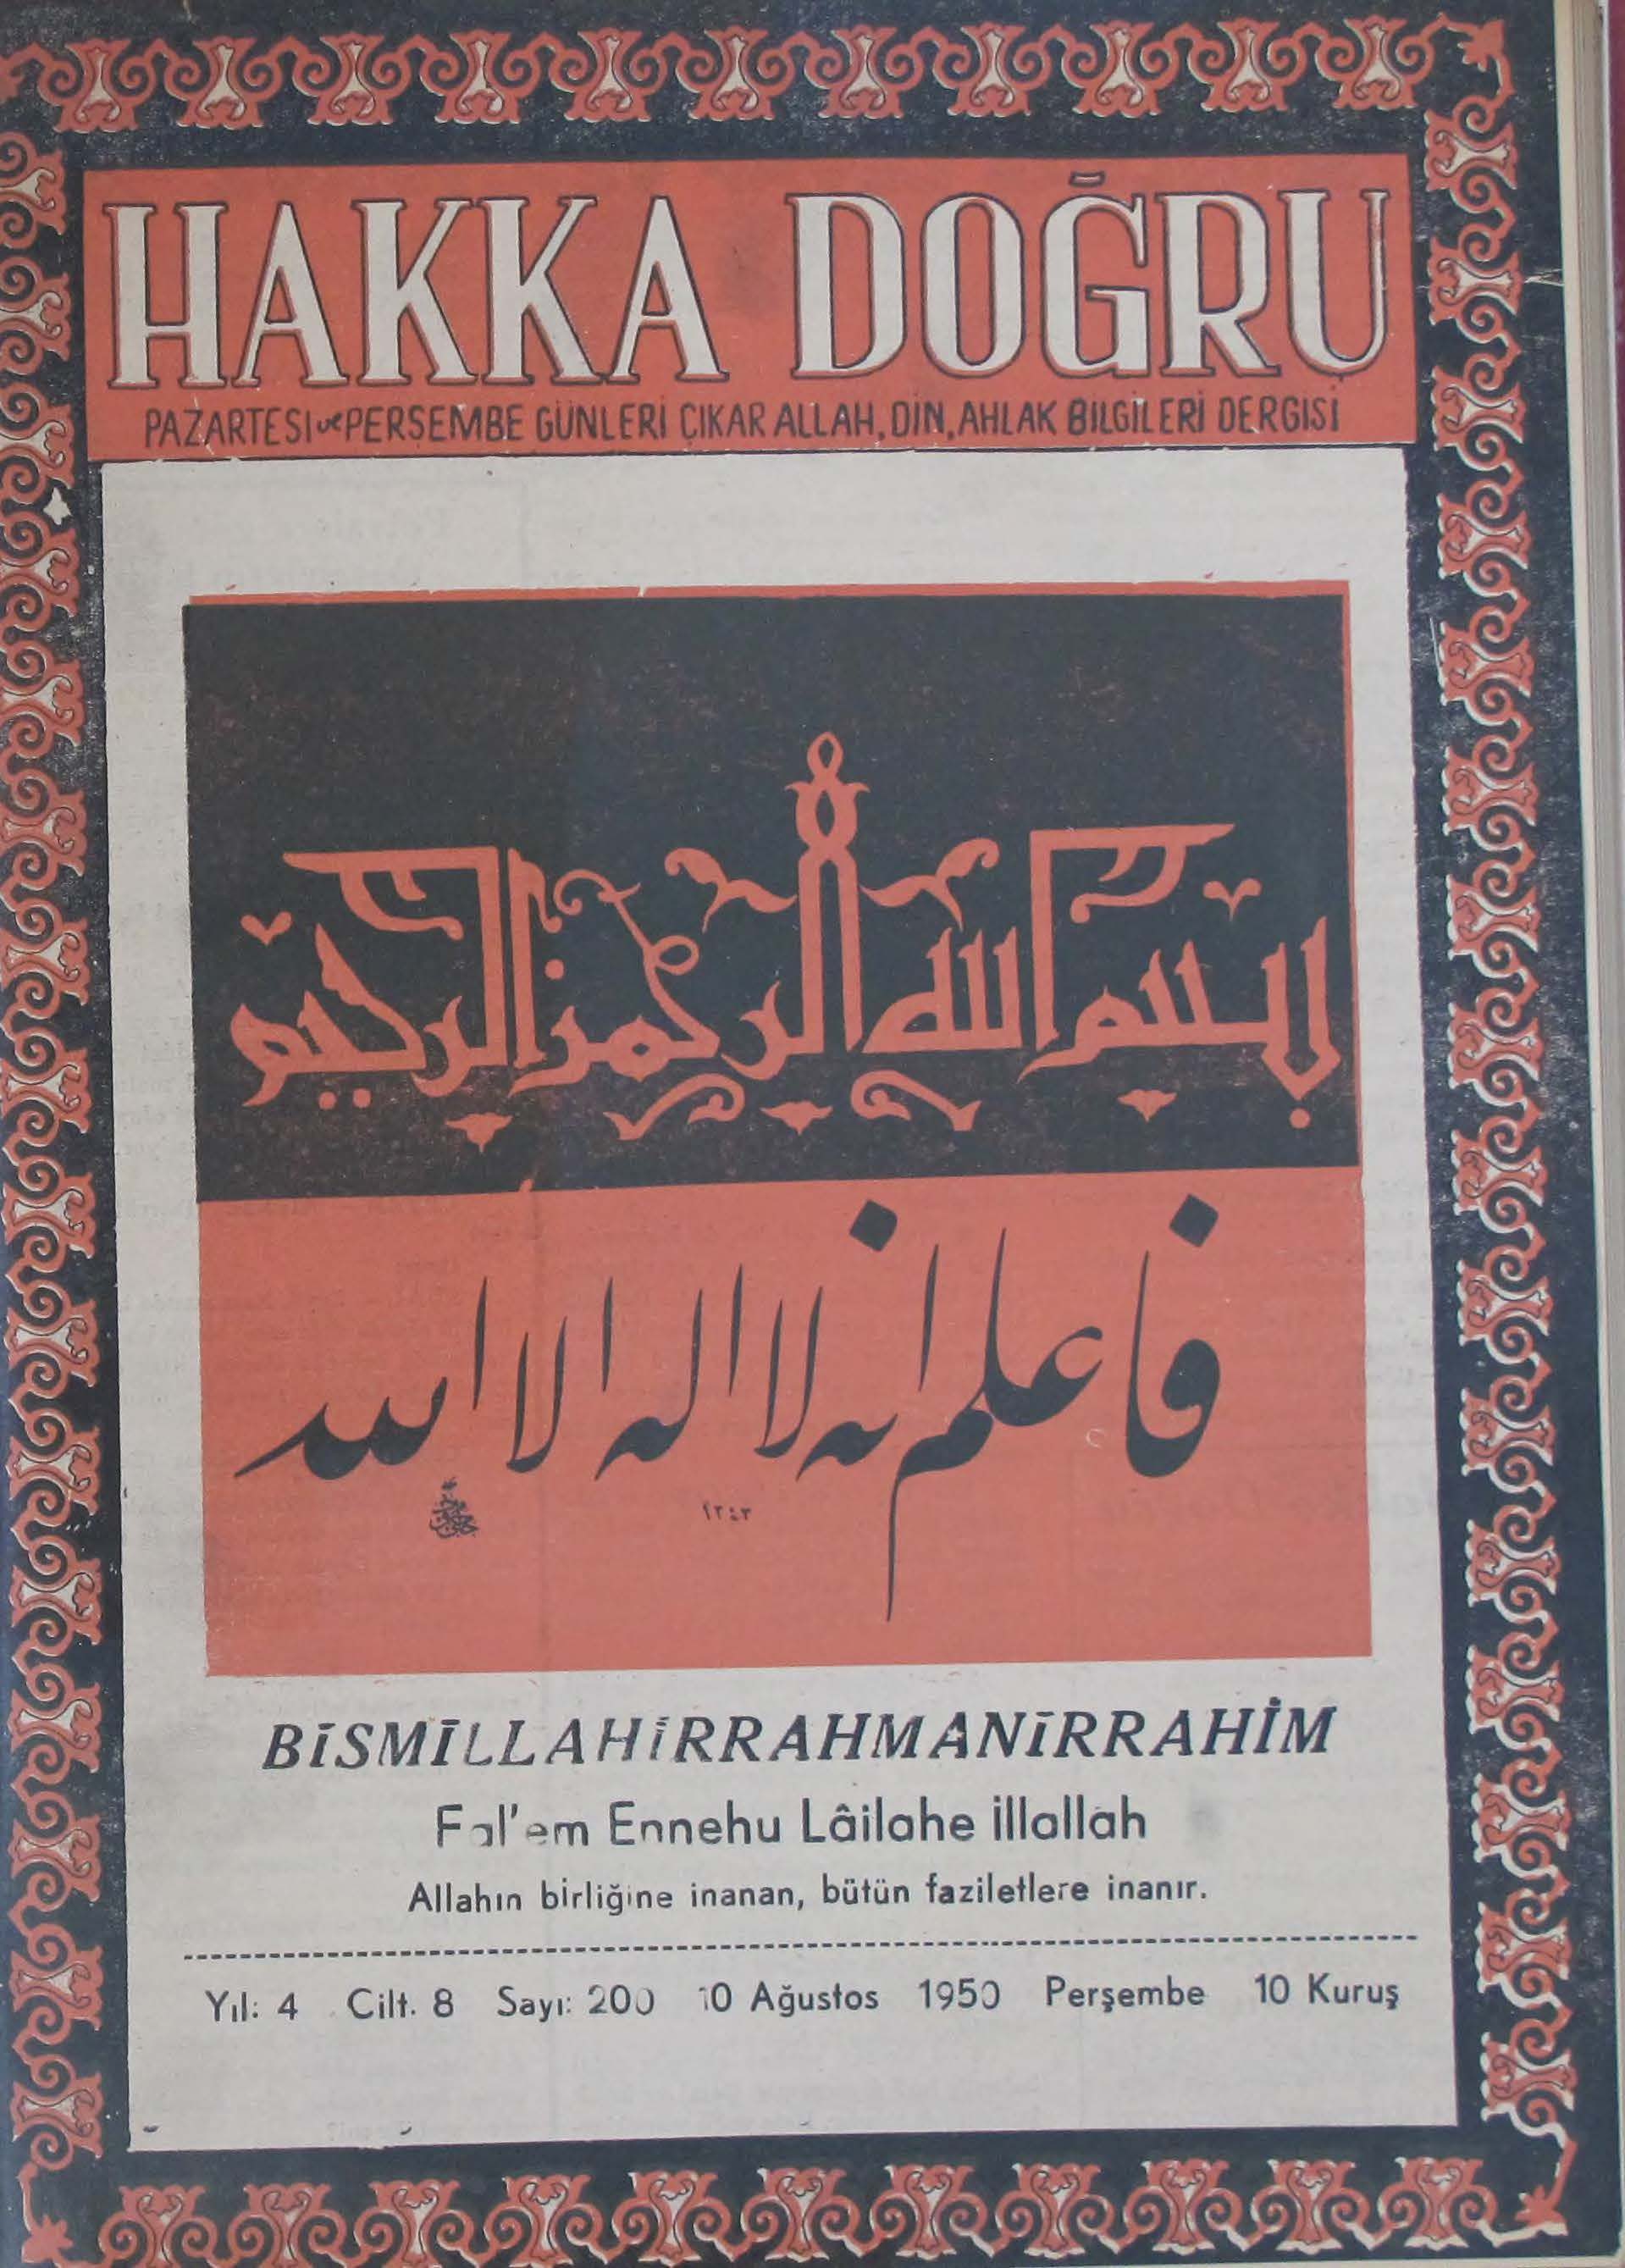 HAKKA DOĞRU
PAZARTESİ ve PERŞEMBE GÜNLERİ ÇIKAR ALLAH, DİN, AHLAK BİLGİLERİ DERGİSİ
بسم الله الرحمن الرحيم
فاعلم انه لا اله الا الله
١٣٤٣
BİSMİLLAHİRRAHMANİRRAHİM
Fal'em Ennehu Lâilahe illallah
Allahın birliğine inanan, bütün faziletlere inanır.
Yıl: 4 Cilt. 8 Sayı: 200 10 Ağustos 1950 Perşembe 10 Kuruş